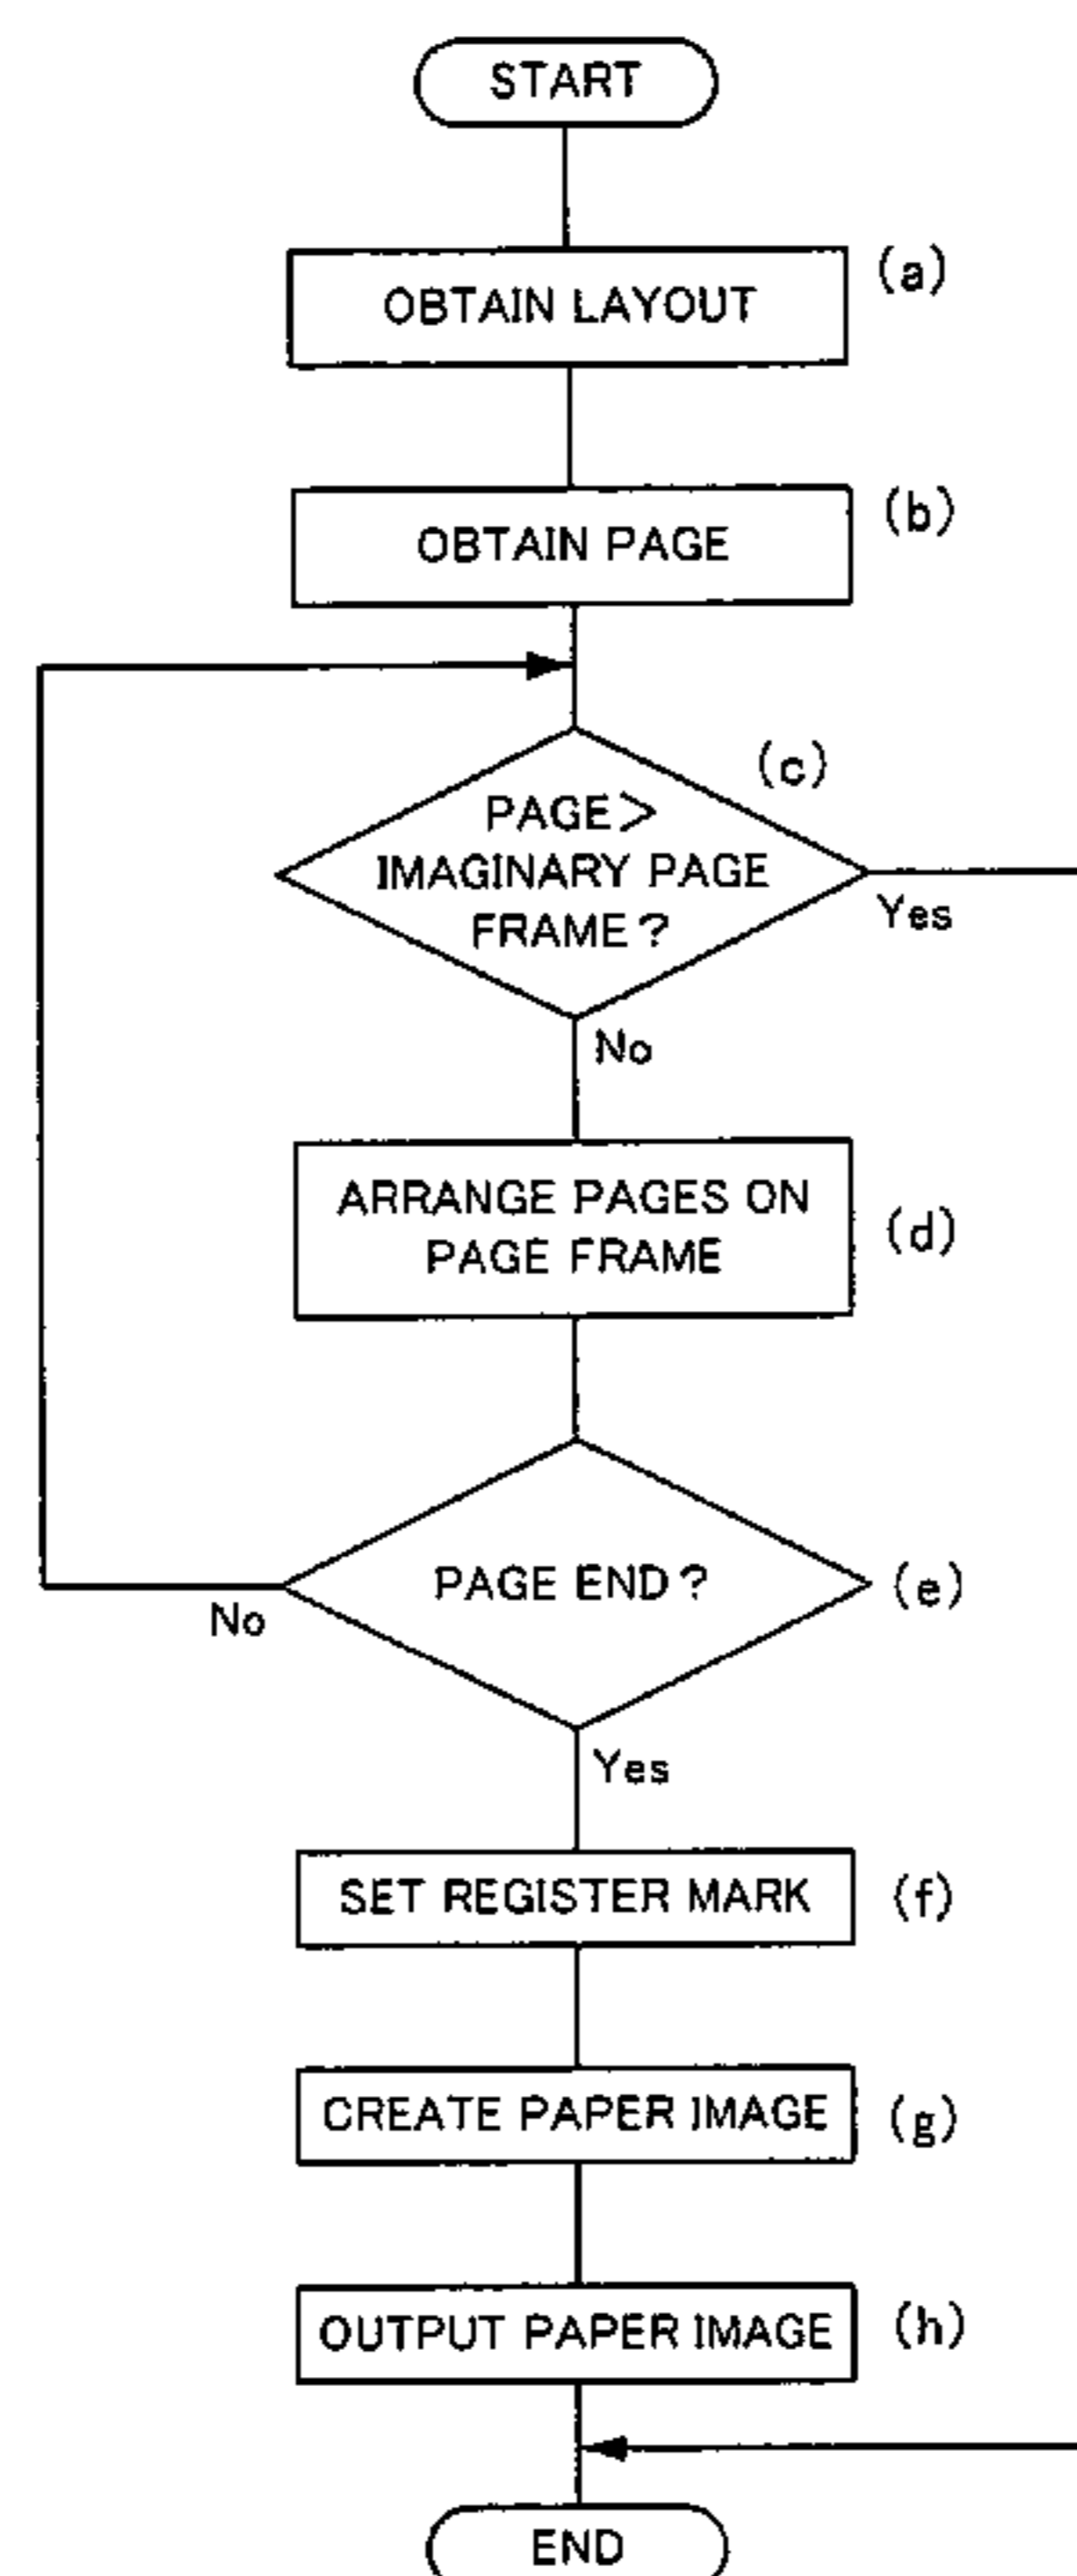 START
OBTAIN LAYOUT
(a)
OBTAIN PAGE
(b)
(c)
PAGE>
IMAGINARY PAGE
FRAME?
Yes
No
ARRANGE PAGES ON
PAGE FRAME
(d)
PAGE END?
(e)
No
Yes
SET REGISTER MARK
(f)
CREATE PAPER IMAGE
(g)
OUTPUT PAPER IMAGE
(h)
END